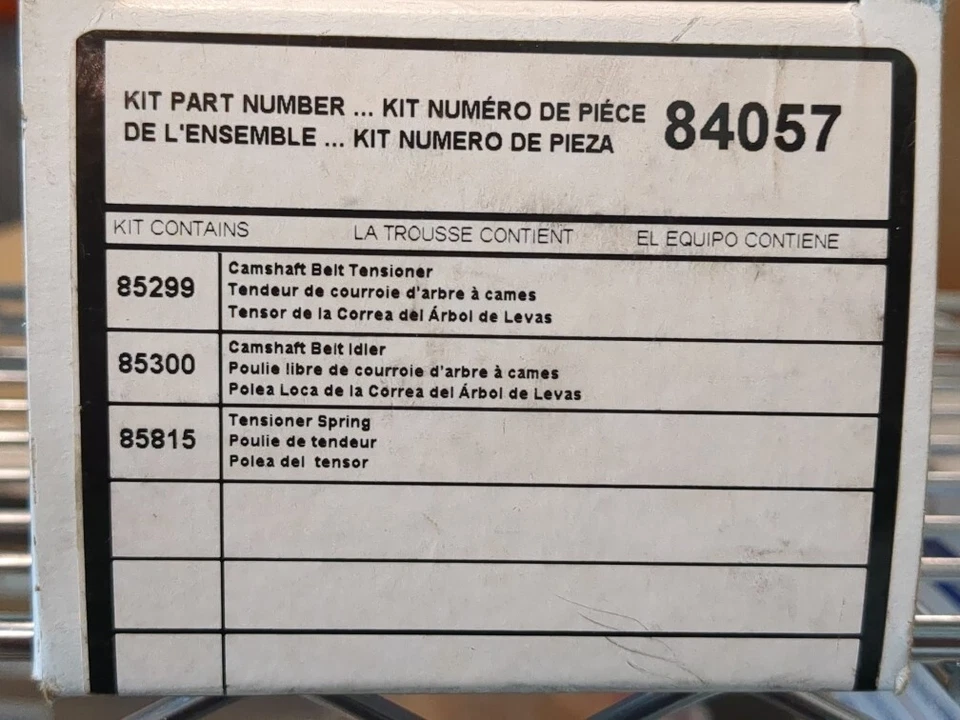 KIT PART NUMBER ... KIT NUMÉRO DE PIÉCE
DE L'ENSEMBLE ... KIT NUMERO DE PIEZA
84057
KIT CONTAINS LA TROUSSE CONTIENT EL EQUIPO CONTIENE
85299
Camshaft Belt Tensioner
Tendeur de courroie d'arbre à cames
Tensor de la Correa del Árbol de Levas
85300
Camshaft Belt Idler
Poulie libre de courroie d'arbre à cames
Polea Loca de la Correa del Árbol de Levas
85815
Tensioner Spring
Poulie de tendeur
Polea del tensor